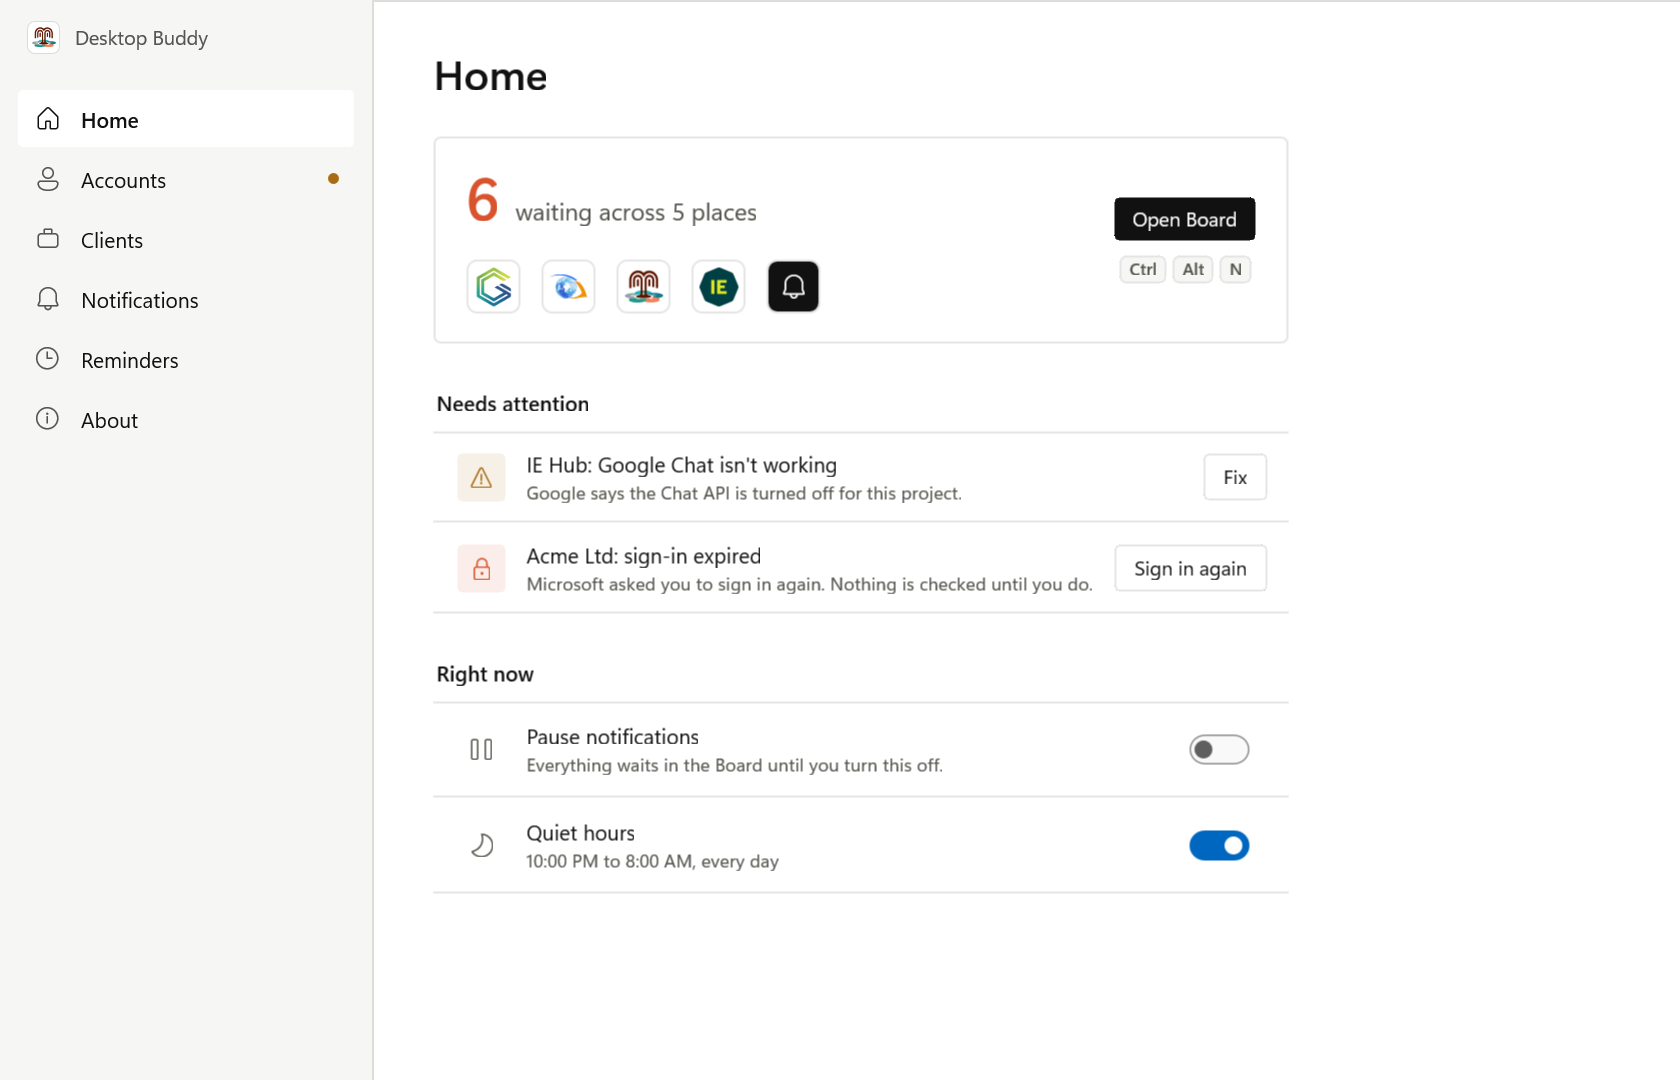 Desktop Buddy
Home
Accounts
Clients
Notifications
Reminders
About
Home
6 waiting across 5 places
Open Board
Ctrl Alt N
IE
Needs attention
IE Hub: Google Chat isn't working
Google says the Chat API is turned off for this project.
Fix
Acme Ltd: sign-in expired
Microsoft asked you to sign in again. Nothing is checked until you do.
Sign in again
Right now
Pause notifications
Everything waits in the Board until you turn this off.
Quiet hours
10:00 PM to 8:00 AM, every day